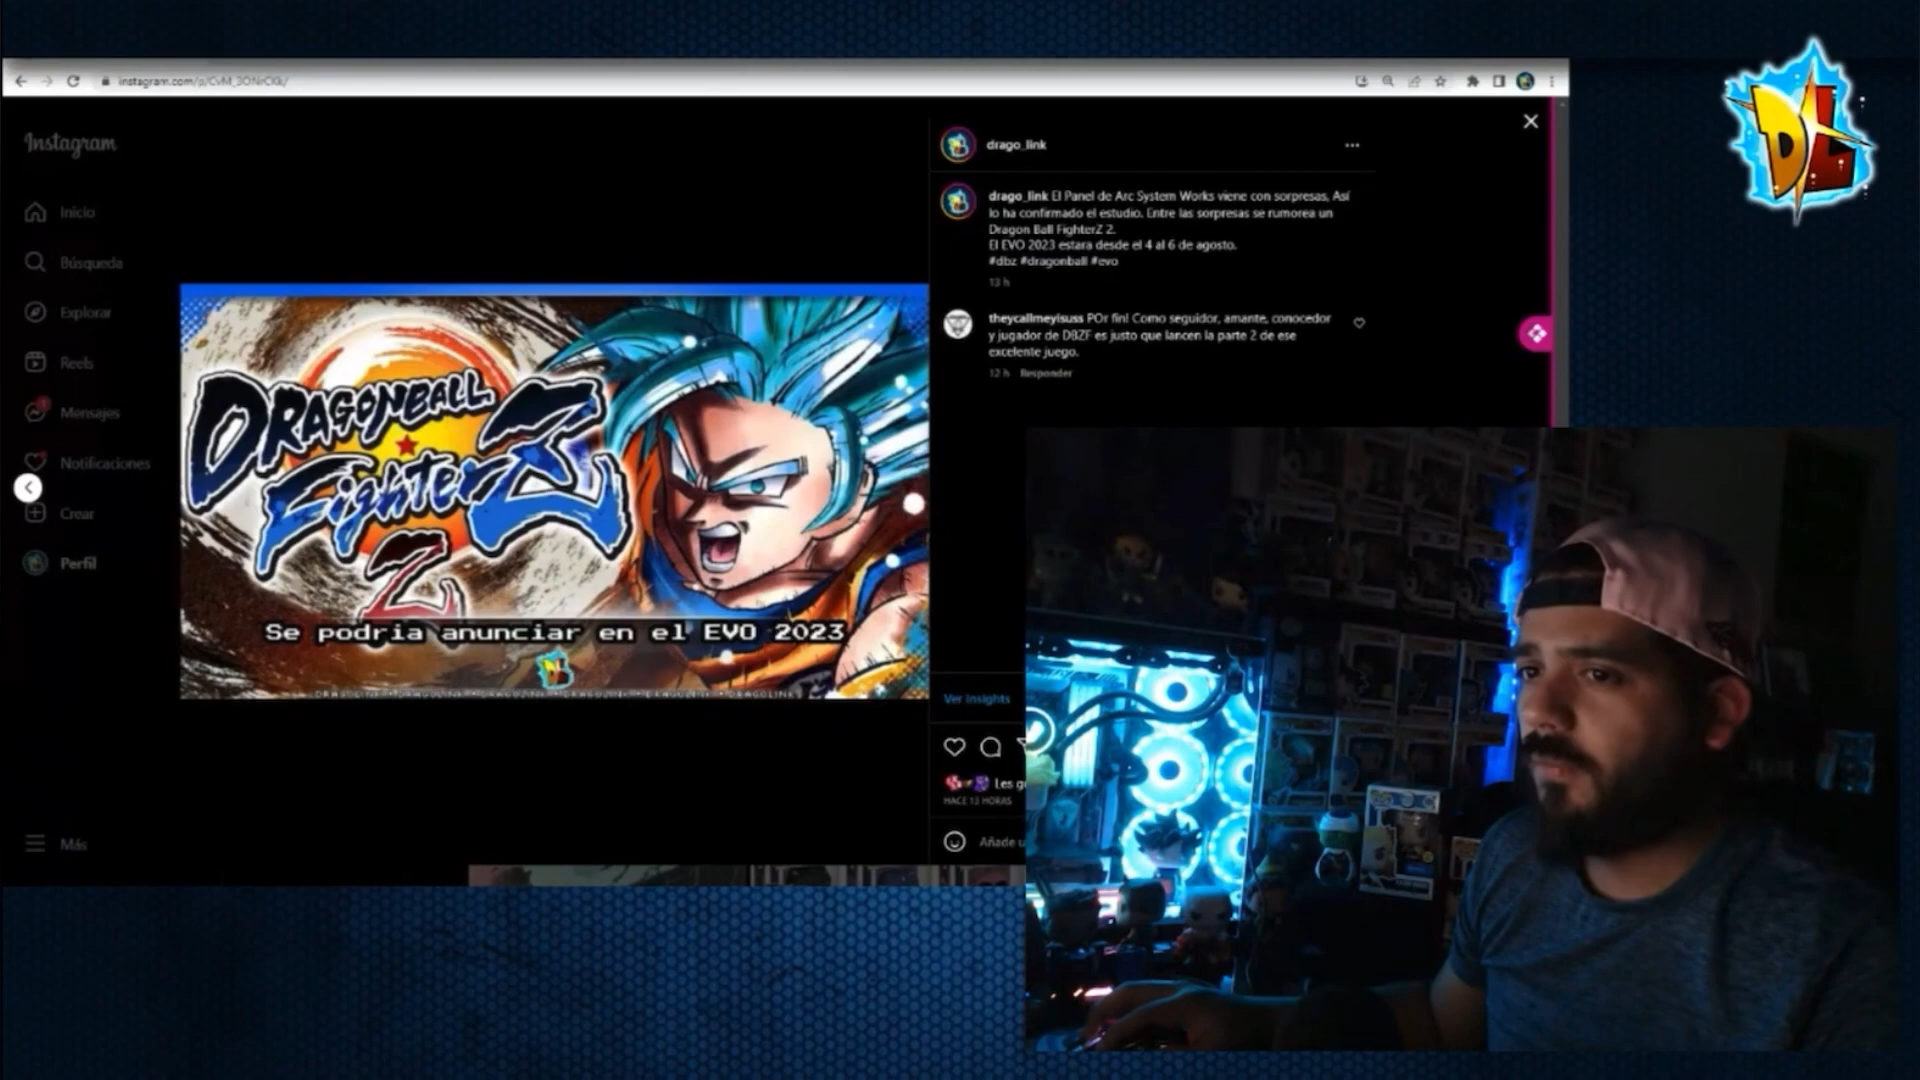 instagram.com/p/CvM_3ONrCKk/
Instagram
Inicio
Búsqueda
Explorar
Reels
Mensajes
Notificaciones
Crear
Perfil
Más
DRAGONBALL
FighterZ
2
Se podria anunciar en el EVO 2023
DL
drago_link
drago_link El Panel de Arc System Works viene con sorpresas, Así
lo ha confirmado el estudio. Entre las sorpresas se rumorea un
Dragon Ball FighterZ 2.
El EVO 2023 estara desde el 4 al 6 de agosto.
#dbz #dragonball #evo
13 h
theycallmeyisuss POr fin! Como seguidor, amante, conocedor
y jugador de DBZF es justo que lancen la parte 2 de ese
excelente juego.
12 h Responder
Ver insights
Les
HACE 13 HORAS
Añade
DL